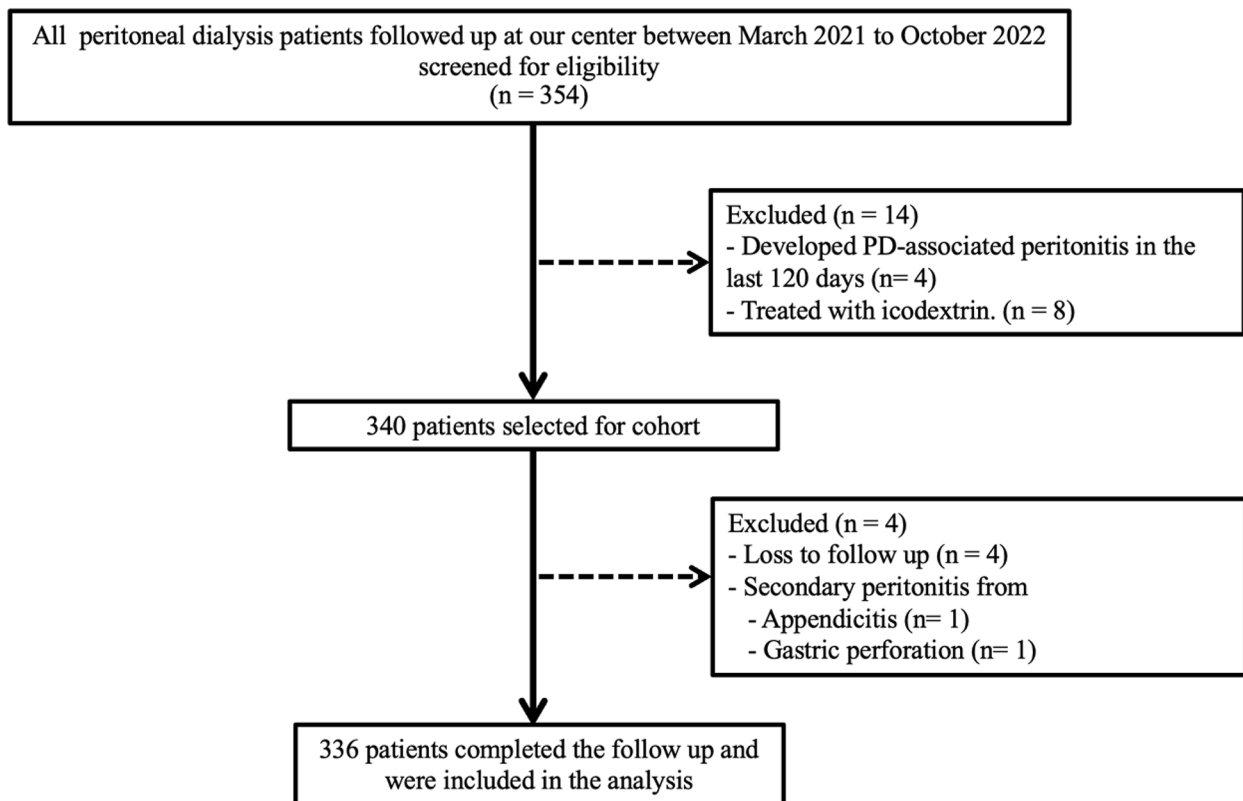 All peritoneal dialysis patients followed up at our center between March 2021 to October 2022
screened for eligibility
(n = 354)
Excluded (n = 14)
- Developed PD-associated peritonitis in the
last 120 days (n= 4)
- Treated with icodextrin. (n = 8)
340 patients selected for cohort
Excluded (n = 4)
- Loss to follow up (n = 4)
- Secondary peritonitis from
- Appendicitis (n= 1)
- Gastric perforation (n= 1)
336 patients completed the follow up and
were included in the analysis